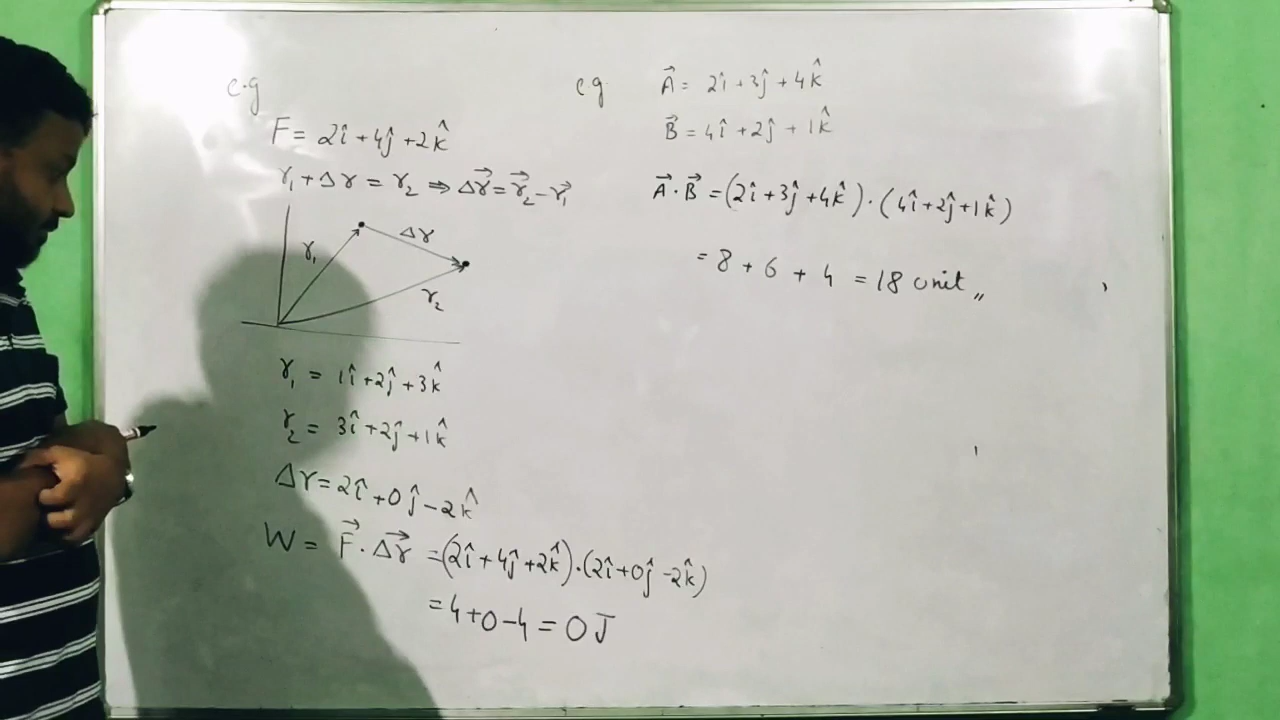 e.g
F = 2î + 4ĵ + 2k̂
r₁ + Δr = r₂ ⇒ Δr⃗ = r⃗₂ - r⃗₁
r₁
Δr
r₂
r₁ = 1î + 2ĵ + 3k̂
r₂ = 3î + 2ĵ + 1k̂
Δr = 2î + 0ĵ - 2k̂
W = F⃗ . Δr⃗ = (2î + 4ĵ + 2k̂).(2î + 0ĵ - 2k̂)
= 4 + 0 - 4 = 0 J
eg
A⃗ = 2î + 3ĵ + 4k̂
B⃗ = 4î + 2ĵ + 1k̂
A⃗ . B⃗ = (2î + 3ĵ + 4k̂) . (4î + 2ĵ + 1k̂)
= 8 + 6 + 4 = 18 unit,,